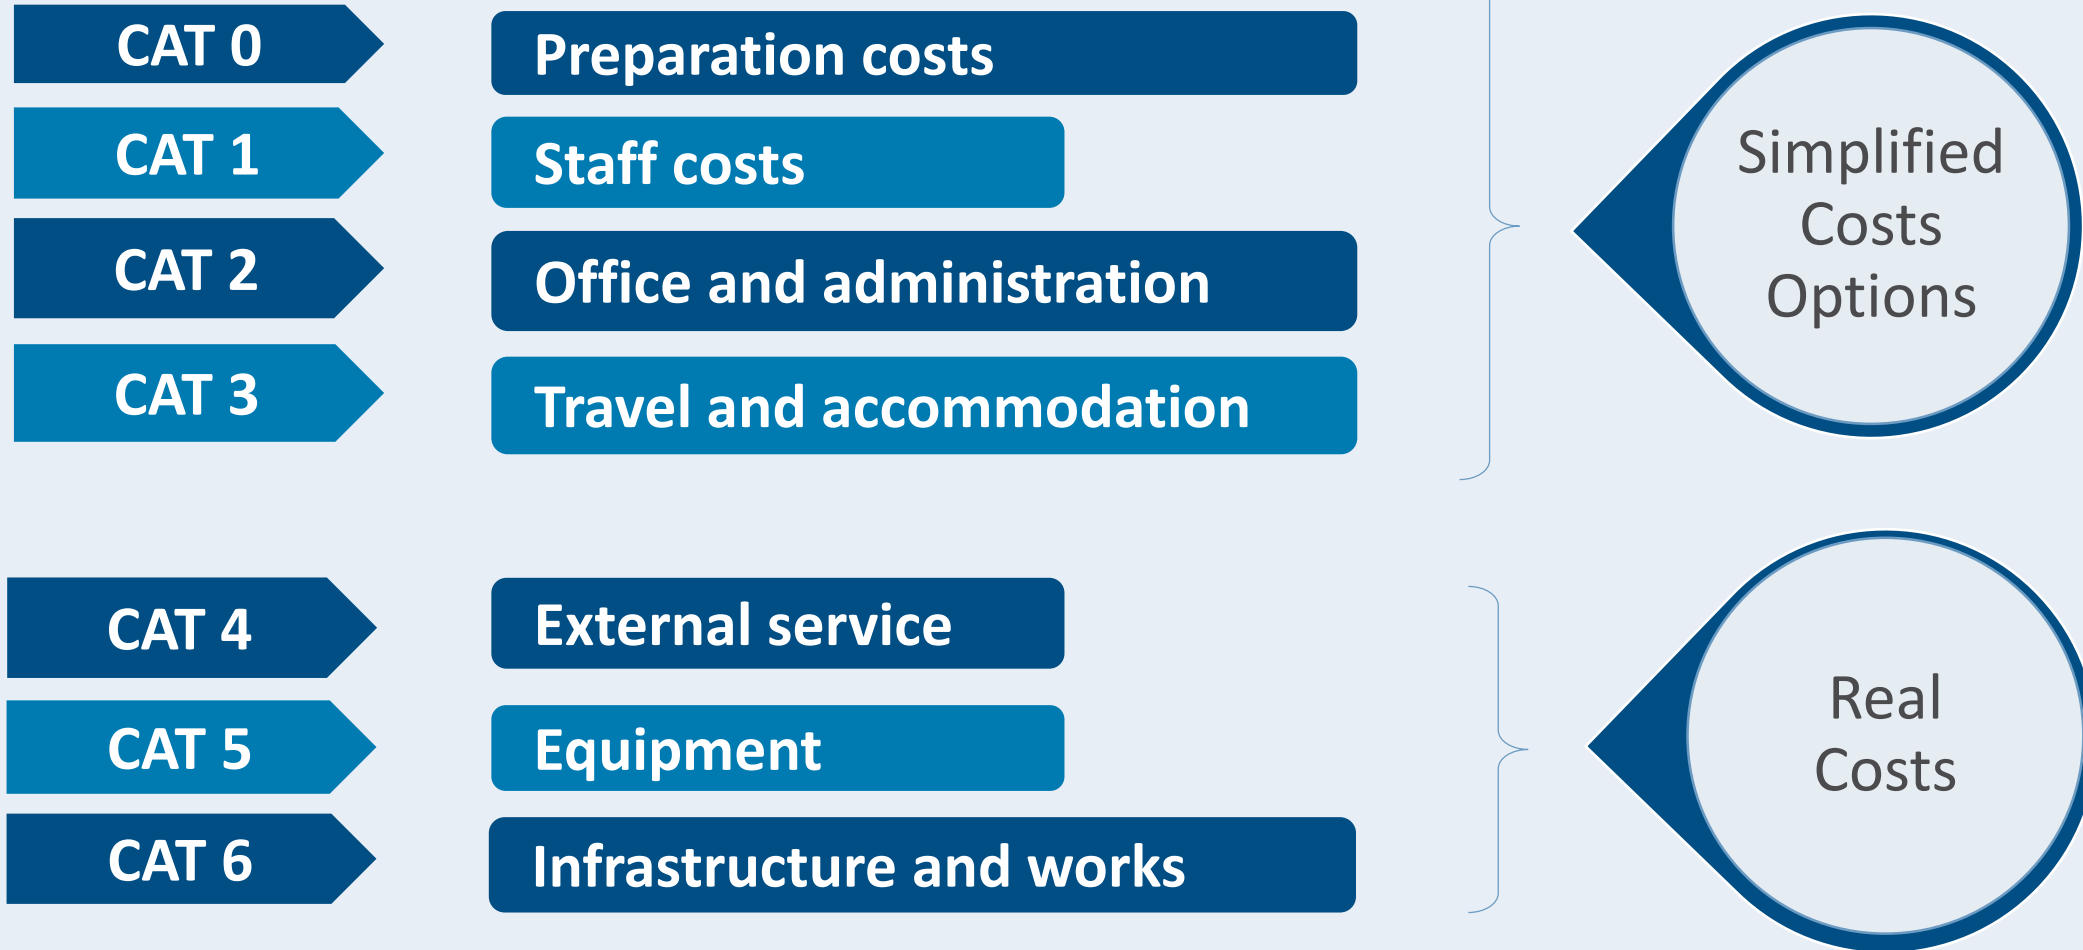 CAT 0
Preparation costs
CAT 1
Staff costs
CAT 2
Office and administration
CAT 3
Travel and accommodation
Simplified
Costs
Options
CAT 4
External service
CAT 5
Equipment
CAT 6
Infrastructure and works
Real
Costs